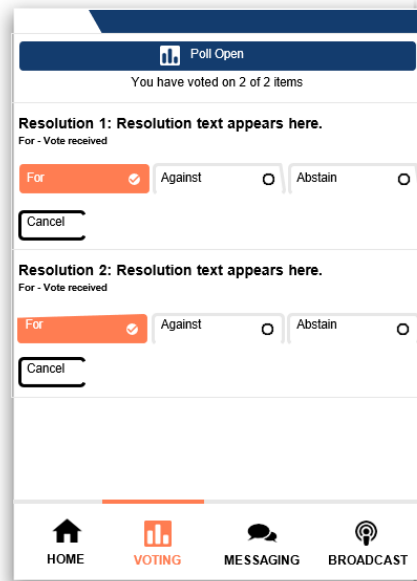 Poll Open
You have voted on 2 of 2 items
Resolution 1: Resolution text appears here.
For - Vote received
For Against Abstain
Cancel
Resolution 2: Resolution text appears here.
For - Vote received
For Against Abstain
Cancel
HOME VOTING MESSAGING BROADCAST